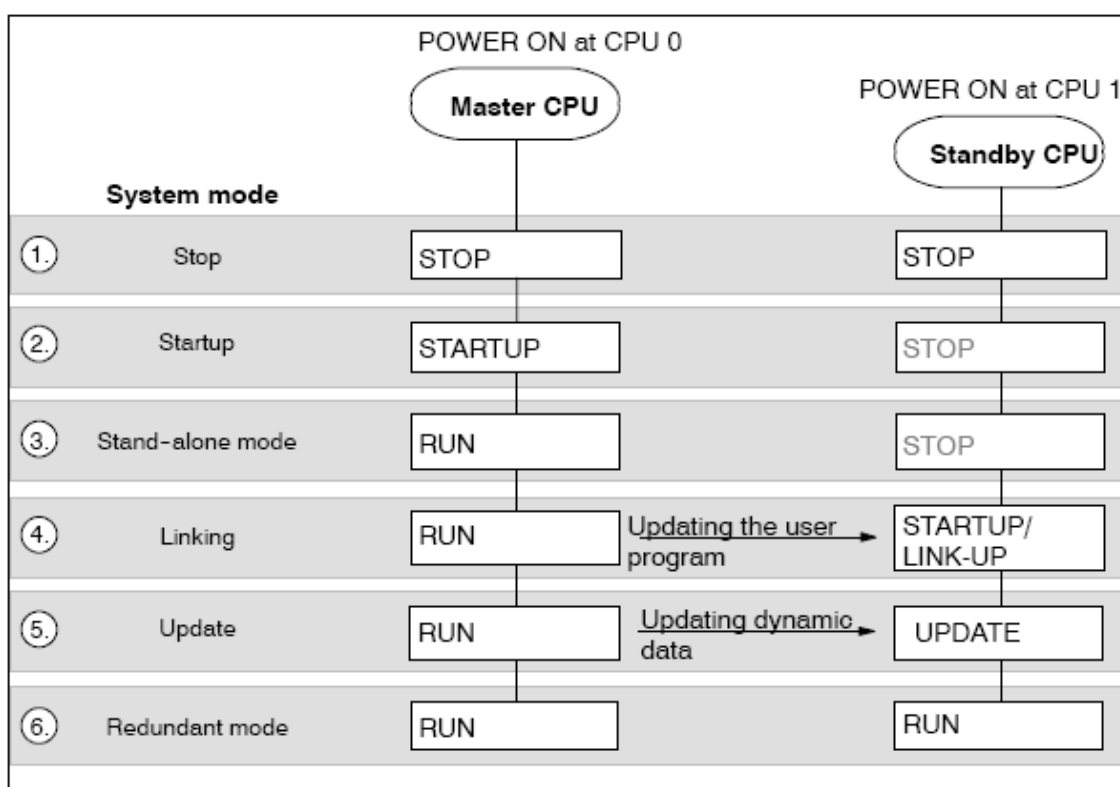 POWER ON at CPU 0
Master CPU
POWER ON at CPU 1
Standby CPU
System mode
1. Stop STOP STOP
2. Startup STARTUP STOP
3. Stand-alone mode RUN STOP
4. Linking RUN Updating the user program STARTUP/ LINK-UP
5. Update RUN Updating dynamic data UPDATE
6. Redundant mode RUN RUN